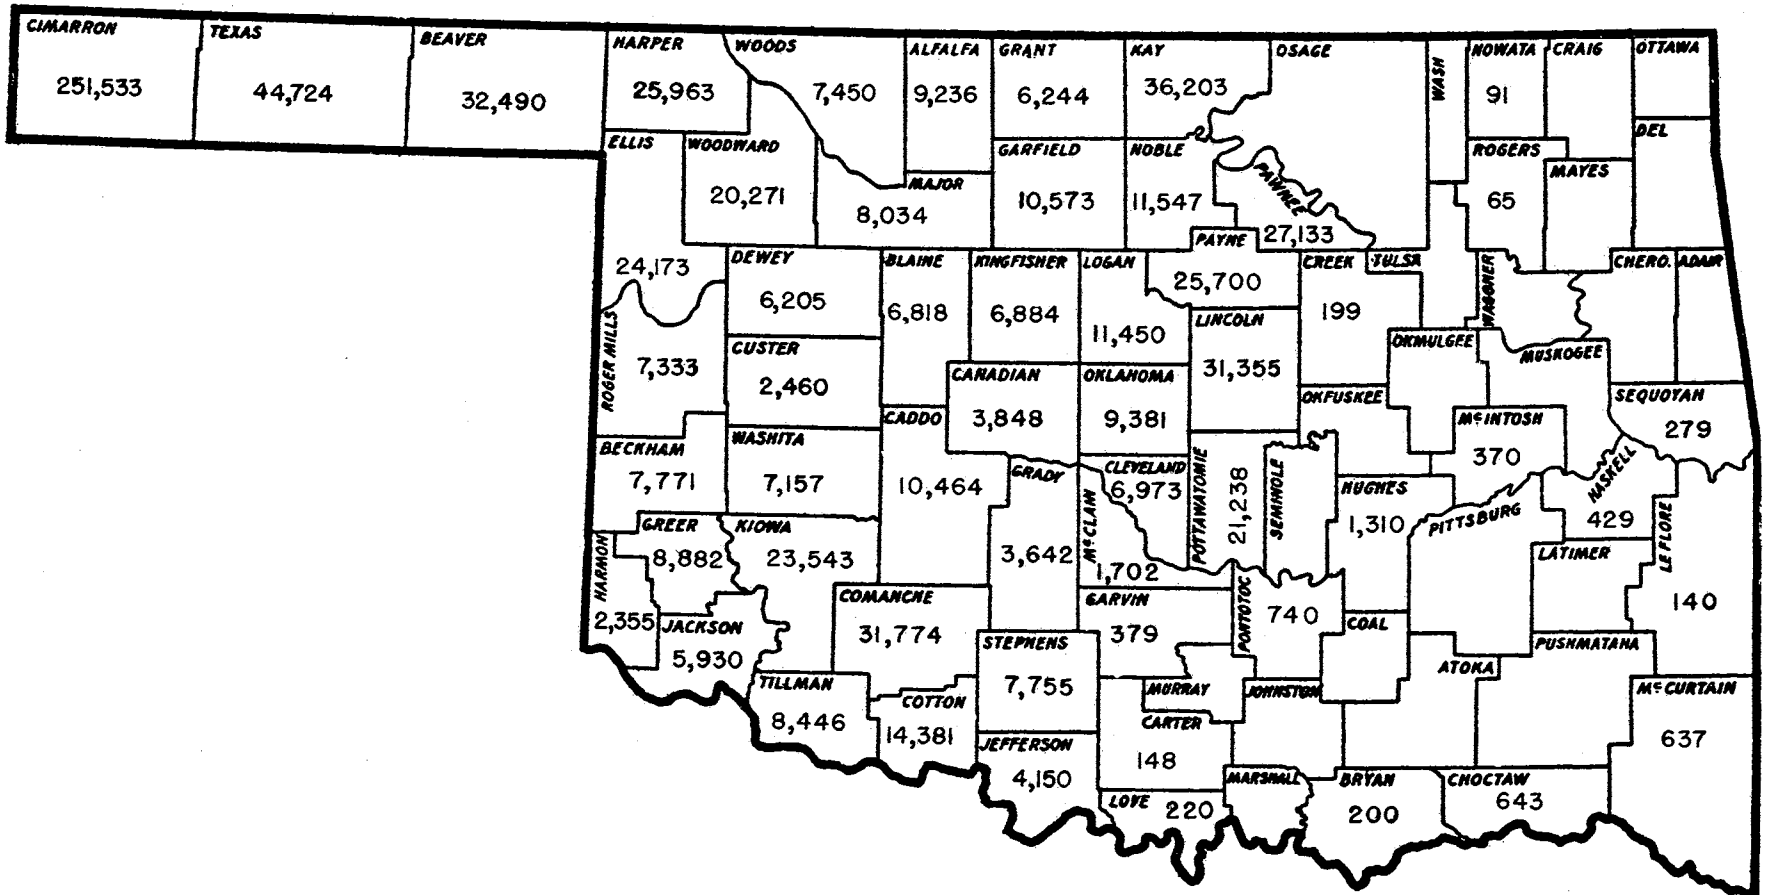 CIMARRON
251,533
TEXAS
44,724
BEAVER
32,490
HARPER
25,963
WOODS
7,450
ALFALFA
9,236
GRANT
6,244
KAY
36,203
OSAGE
WASH
NOWATA
91
CRAIG
OTTAWA
DEL
ELLIS
24,173
WOODWARD
20,271
MAJOR
8,034
GARFIELD
10,573
NOBLE
11,547
PAWNEE
27,133
ROGERS
65
MAYES
ROGER MILLS
7,333
DEWEY
6,205
BLAINE
6,818
KINGFISHER
6,884
LOGAN
11,450
PAYNE
25,700
CREEK
199
TULSA
WAGONER
CHERO.
ADAIR
CUSTER
2,460
CANADIAN
3,848
OKLAHOMA
9,381
LINCOLN
31,355
OKMULGEE
MUSKOGEE
OKFUSKEE
McINTOSH
370
SEQUOYAH
279
BECKHAM
7,771
WASHITA
7,157
CADDO
10,464
GRADY
3,642
McCLAIN
1,702
CLEVELAND
6,973
POTTAWATOMIE
21,238
SEMINOLE
HUGHES
1,310
PITTSBURG
HASKELL
429
LE FLORE
140
HARMON
2,355
GREER
8,882
KIOWA
23,543
LATIMER
JACKSON
5,930
COMANCHE
31,774
STEPHENS
7,755
GARVIN
379
PONTOTOC
740
COAL
ATOKA
PUSHMATAHA
TILLMAN
8,446
COTTON
14,381
JEFFERSON
4,150
MURRAY
JOHNSTON
CARTER
148
McCURTAIN
637
LOVE
220
MARSHALL
BRYAN
200
CHOCTAW
643